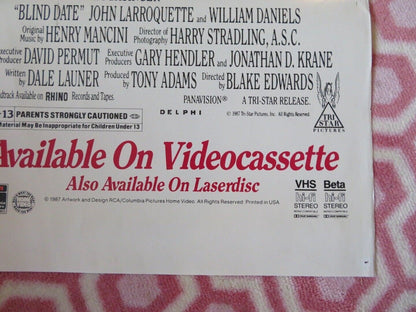 "BLIND DATE" JOHN LARROQUETTE and WILLIAM DANIELS
Original Music by HENRY MANCINI Director of Photography HARRY STRADLING, A.S.C.
Executive Producer DAVID PERMUT Executive Producers GARY HENDLER and JONATHAN D. KRANE
Written by DALE LAUNER Produced by TONY ADAMS Directed by BLAKE EDWARDS
Available on RHINO Records and Tapes. PANAVISION® A TRI-STAR RELEASE.
13 PARENTS STRONGLY CAUTIONED
Material May Be Inappropriate for Children Under 13
DELPHI
© 1987 Tri-Star Pictures, Inc. All Rights Reserved.
TRI STAR
PICTURES
Available On Videocassette
Also Available On Laserdisc
VHS Beta
hi-fi hi-fi
STEREO STEREO
© 1987 Artwork and Design RCA/Columbia Pictures Home Video. All Rights Reserved. Printed in USA.